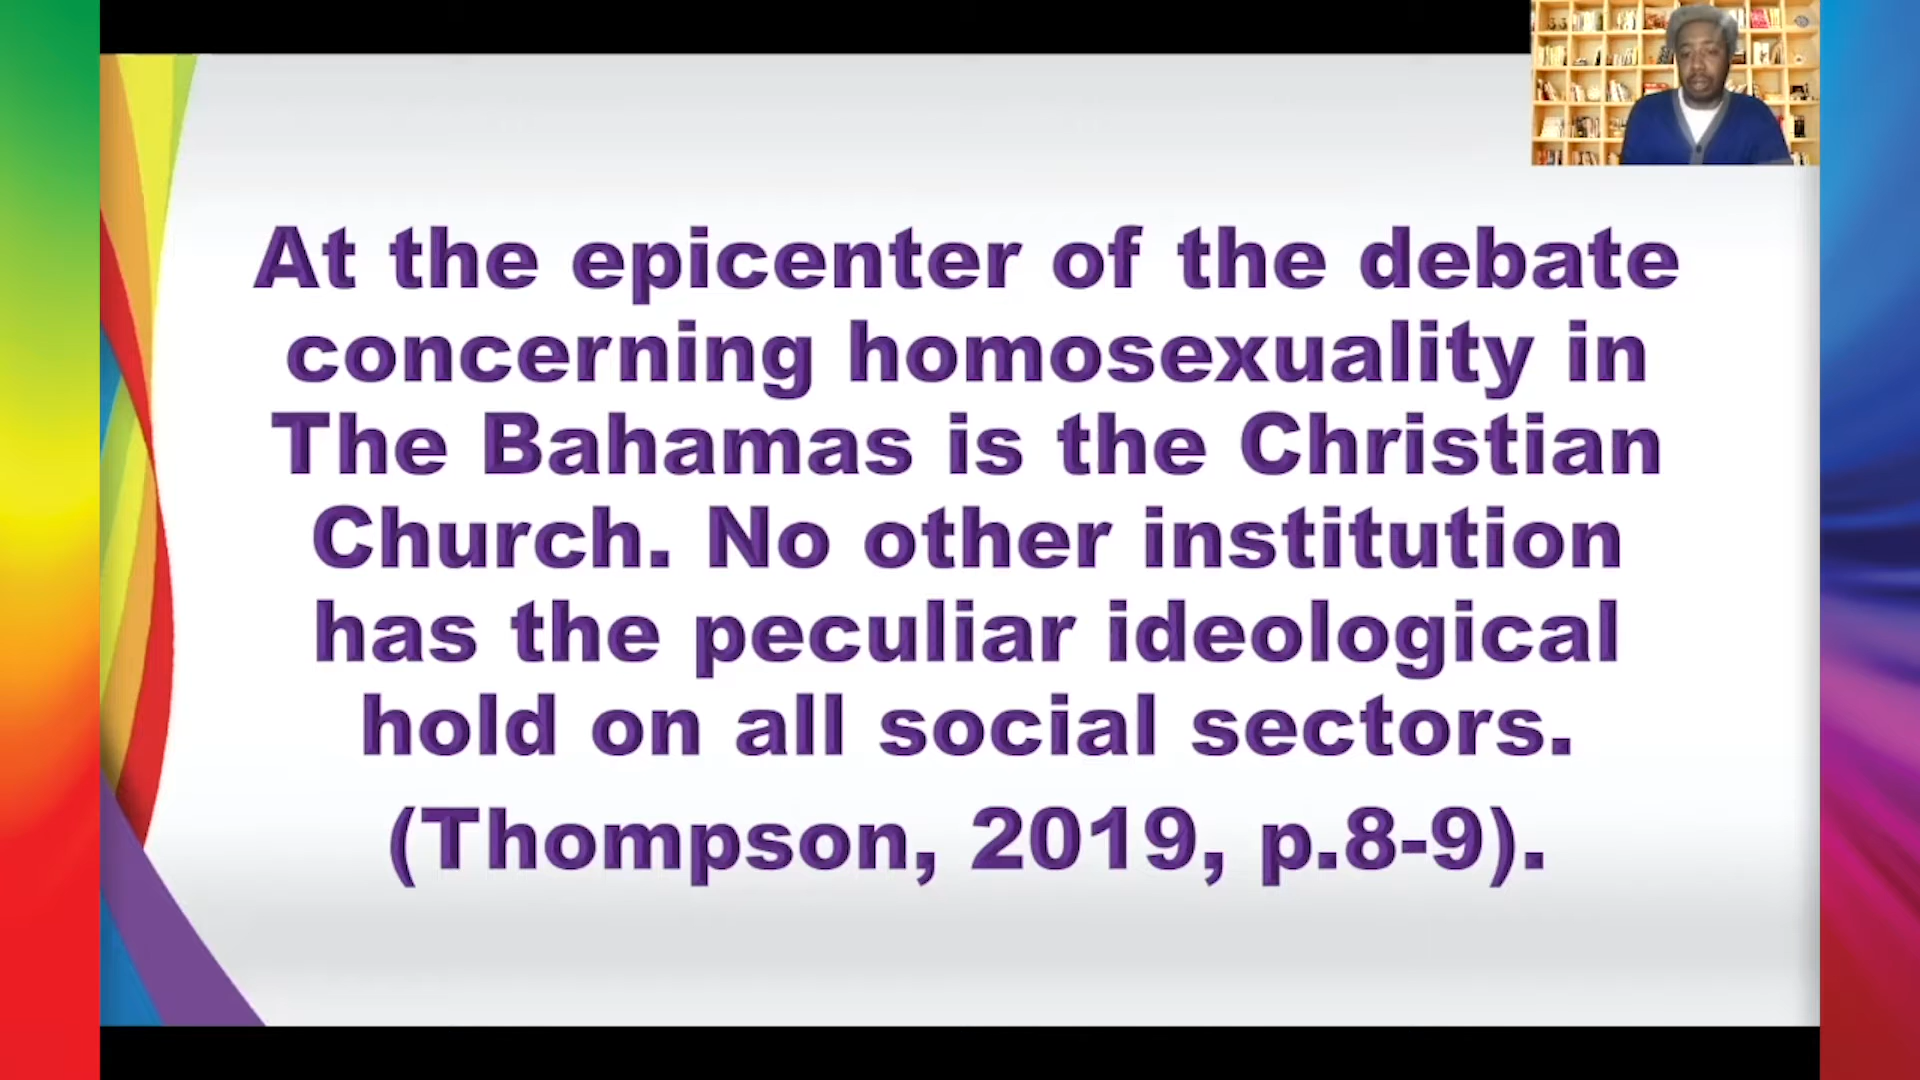 At the epicenter of the debate
concerning homosexuality in
The Bahamas is the Christian
Church. No other institution
has the peculiar ideological
hold on all social sectors.
(Thompson, 2019, p.8-9).